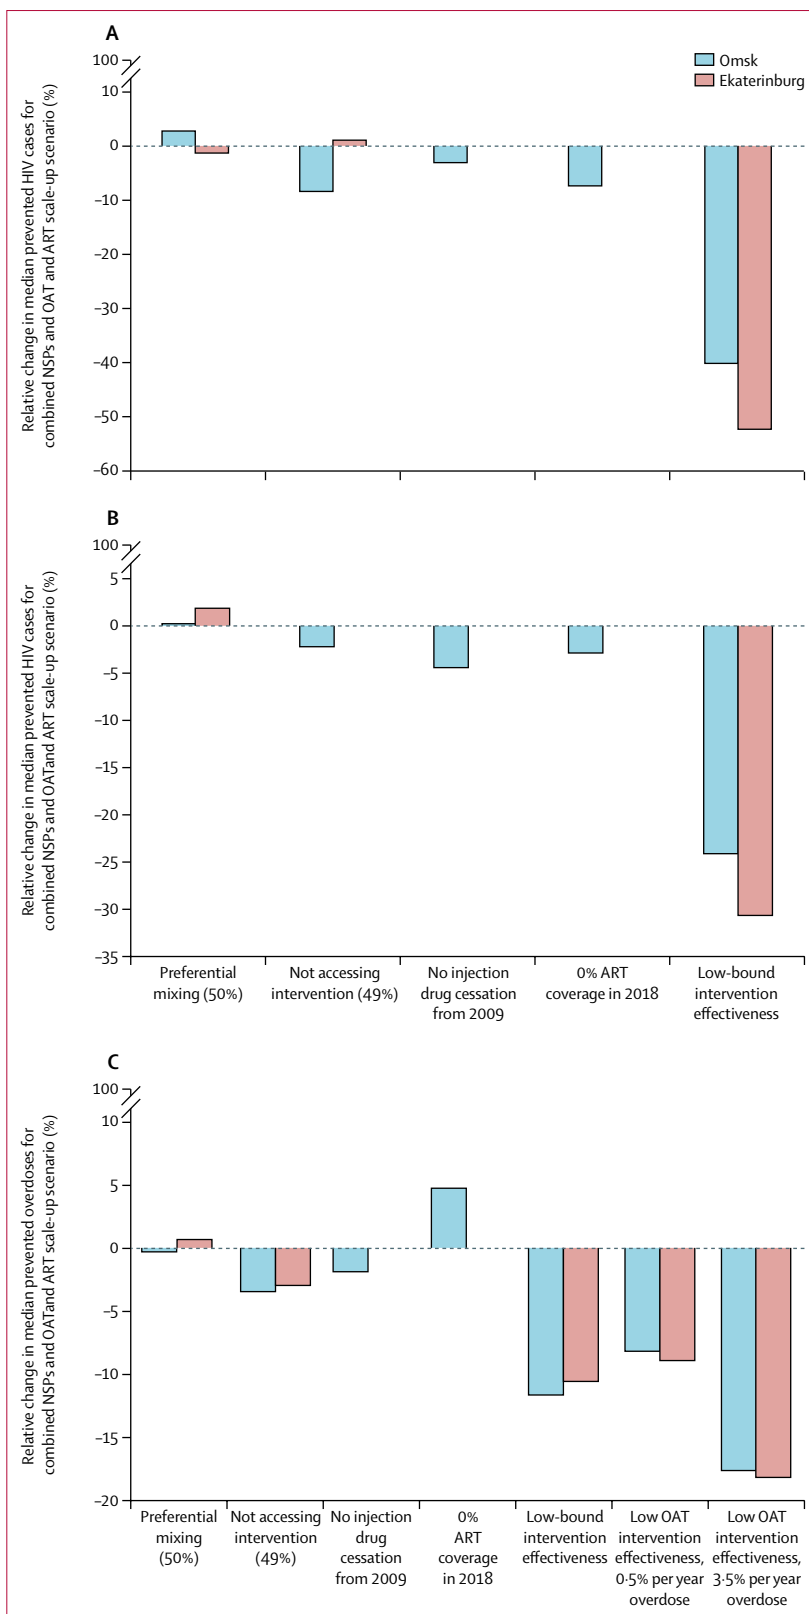 A
Relative change in median prevented HIV cases for
combined NSPs and OAT and ART scale-up scenario (%)
100
10
0
–10
–20
–30
–40
–50
–60
Omsk
Ekaterinburg
B
Relative change in median prevented HIV cases for
combined NSPs and OATand ART scale-up scenario (%)
100
5
0
–5
–10
–15
–20
–25
–30
–35
Preferential
mixing (50%)
Not accessing
intervention (49%)
No injection
drug cessation
from 2009
0% ART
coverage in 2018
Low-bound
intervention
effectiveness
C
Relative change in median prevented overdoses for
combined NSPs and OATand ART scale-up scenario (%)
100
10
5
0
–5
–10
–15
–20
Preferential
mixing
(50%)
Not accessing
intervention
(49%)
No injection
drug
cessation
from 2009
0%
ART
coverage
in 2018
Low-bound
intervention
effectiveness
Low OAT
intervention
effectiveness,
0·5% per year
overdose
Low OAT
intervention
effectiveness,
3·5% per year
overdose